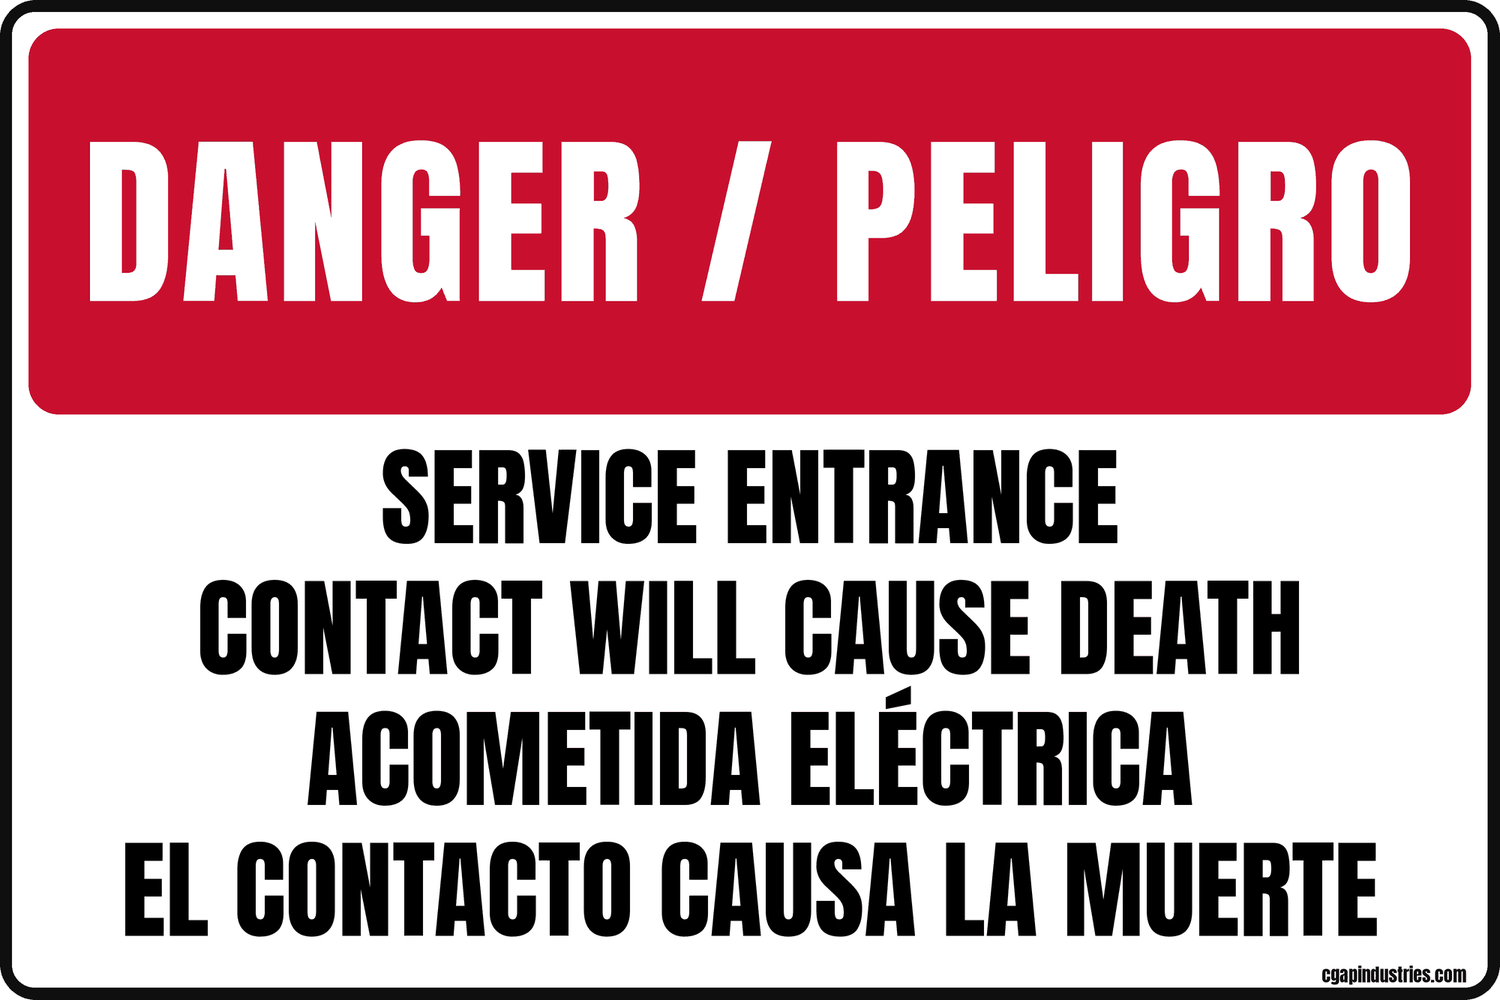 DANGER / PELIGRO
SERVICE ENTRANCE
CONTACT WILL CAUSE DEATH
ACOMETIDA ELÉCTRICA
EL CONTACTO CAUSA LA MUERTE
cgapindustries.com